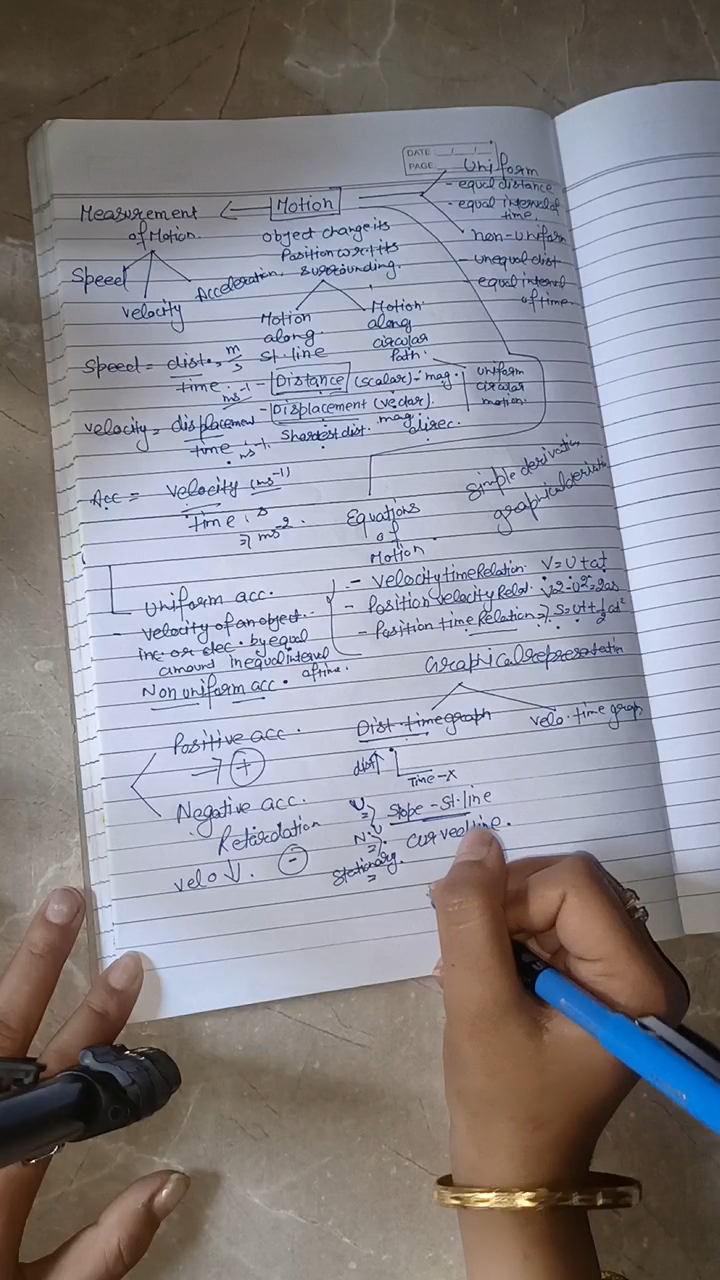 DATE
PAGE
Uniform
- equal distance
- equal interval of
time.
non-uniform
- unequal dist
- equal interval
of time.
Motion
Measurement
of Motion.
Speed
Velocity
Acceleration.
object change its
Position w.r.t its
surrounding.
Motion
along
st. line
Motion
along
circular
Path.
Uniform
circular
motion.
Speed = dist. m/s
time. ms-1
- Distance (scalar) - mag.
- Displacement (vector).
Shortest dist. mag.
direc.
Velocity = displacement
time. ms-1.
Acc = Velocity (ms-1)
time. s
⇒ ms-2.
Equations
of
Motion.
Simple derivation
graphical
- Velocity time Relation. V=U+at
- Position velocity Relat. v2-u2=2as
- Position time Relation ⇒ S=ut+½at2
Uniform acc.
- Velocity of an object
inc. or dec. by equal
amount in equal interval
of time.
Non uniform acc.
Positive acc.
→ +
Negative acc.
Retardation
velo ↓. -
Graphical representation
Dist-time graph
velo. time graph
dist ↑
Time - X
U
N.U
Stationary.
Slope - st. line
curved line.